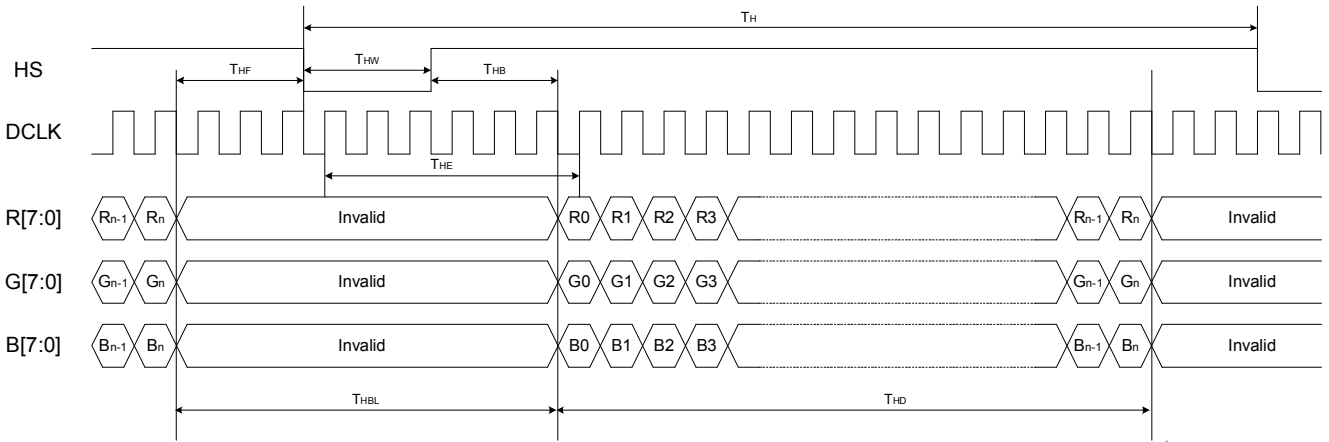 TH
HS
THF THW THB
DCLK
THE
R[7:0] Rn-1 Rn Invalid R0 R1 R2 R3 Rn-1 Rn Invalid
G[7:0] Gn-1 Gn Invalid G0 G1 G2 G3 Gn-1 Gn Invalid
B[7:0] Bn-1 Bn Invalid B0 B1 B2 B3 Bn-1 Bn Invalid
THBL THD